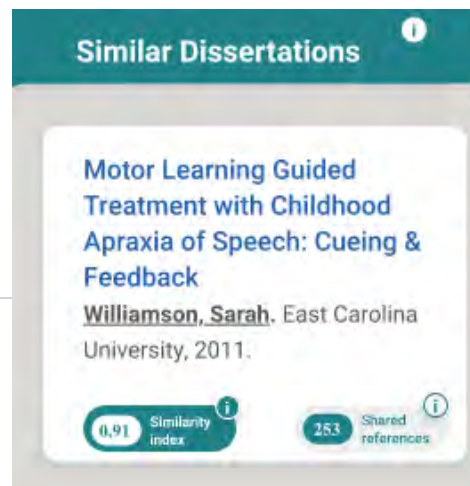 Similar Dissertations
Motor Learning Guided
Treatment with Childhood
Apraxia of Speech: Cueing &
Feedback
Williamson, Sarah. East Carolina
University, 2011.
0.91 Similarity index
253 Shared references